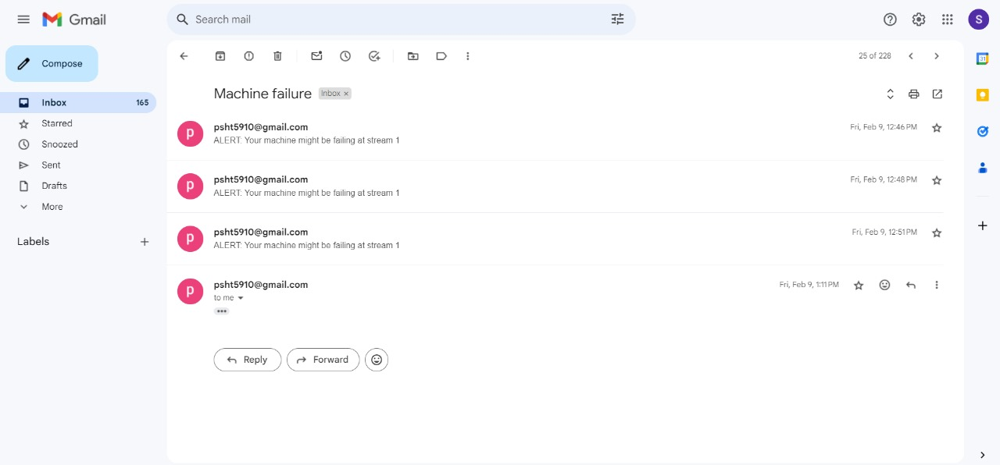 Gmail
Search mail
S
Compose
25 of 228
31
Inbox 165
Machine failure Inbox ×
Starred
p
psht5910@gmail.com Fri, Feb 9, 12:46 PM
ALERT: Your machine might be failing at stream 1
Snoozed
Sent
Drafts
p
psht5910@gmail.com Fri, Feb 9, 12:48 PM
ALERT: Your machine might be failing at stream 1
More
Labels +
p
psht5910@gmail.com Fri, Feb 9, 12:51 PM
ALERT: Your machine might be failing at stream 1
p
psht5910@gmail.com Fri, Feb 9, 1:11 PM
to me
Reply Forward